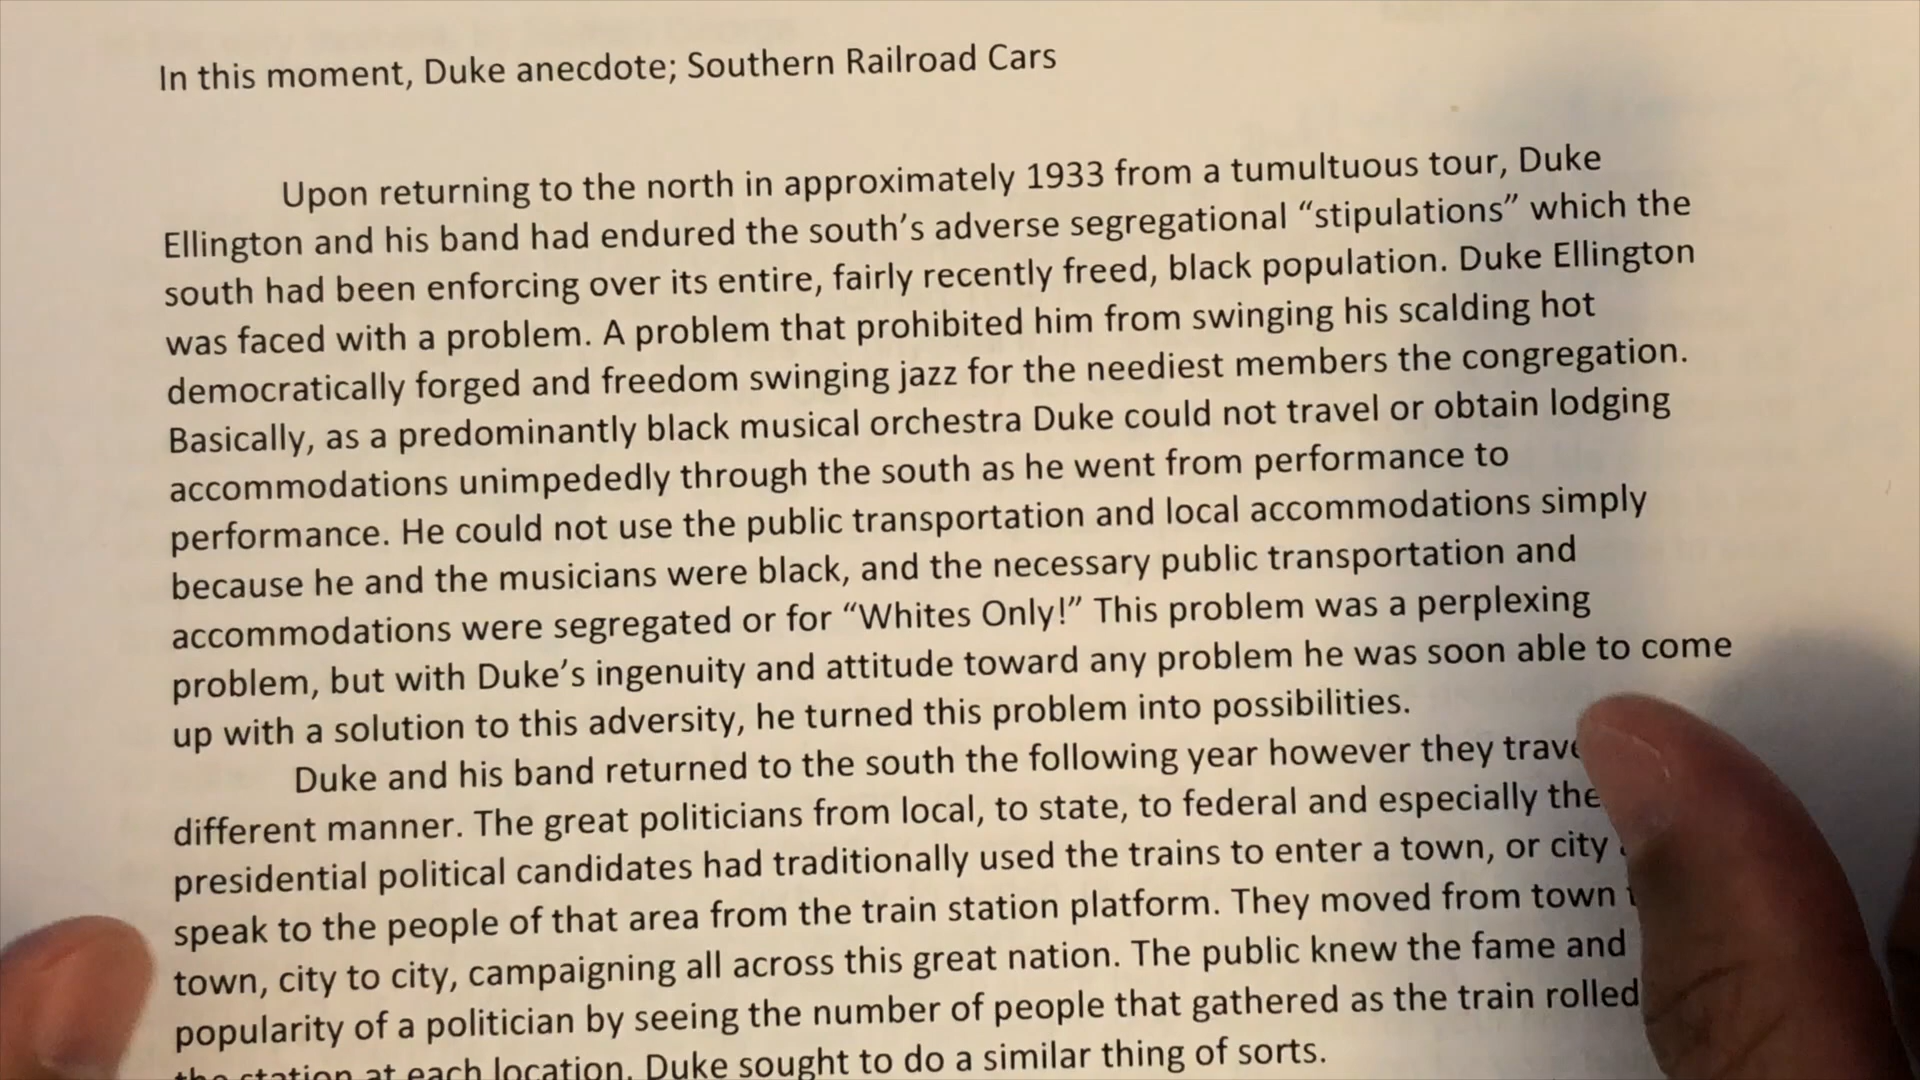 In this moment, Duke anecdote; Southern Railroad Cars
Upon returning to the north in approximately 1933 from a tumultuous tour, Duke
Ellington and his band had endured the south’s adverse segregational “stipulations” which the
south had been enforcing over its entire, fairly recently freed, black population. Duke Ellington
was faced with a problem. A problem that prohibited him from swinging his scalding hot
democratically forged and freedom swinging jazz for the neediest members the congregation.
Basically, as a predominantly black musical orchestra Duke could not travel or obtain lodging
accommodations unimpededly through the south as he went from performance to
performance. He could not use the public transportation and local accommodations simply
because he and the musicians were black, and the necessary public transportation and
accommodations were segregated or for “Whites Only!” This problem was a perplexing
problem, but with Duke’s ingenuity and attitude toward any problem he was soon able to come
up with a solution to this adversity, he turned this problem into possibilities.
Duke and his band returned to the south the following year however they
different manner. The great politicians from local, to state, to federal and especially the
presidential political candidates had traditionally used the trains to enter a town, or city
speak to the people of that area from the train station platform. They moved from town
town, city to city, campaigning all across this great nation. The public knew the fame and
popularity of a politician by seeing the number of people that gathered as the train rolled
the station at each location. Duke sought to do a similar thing of sorts.